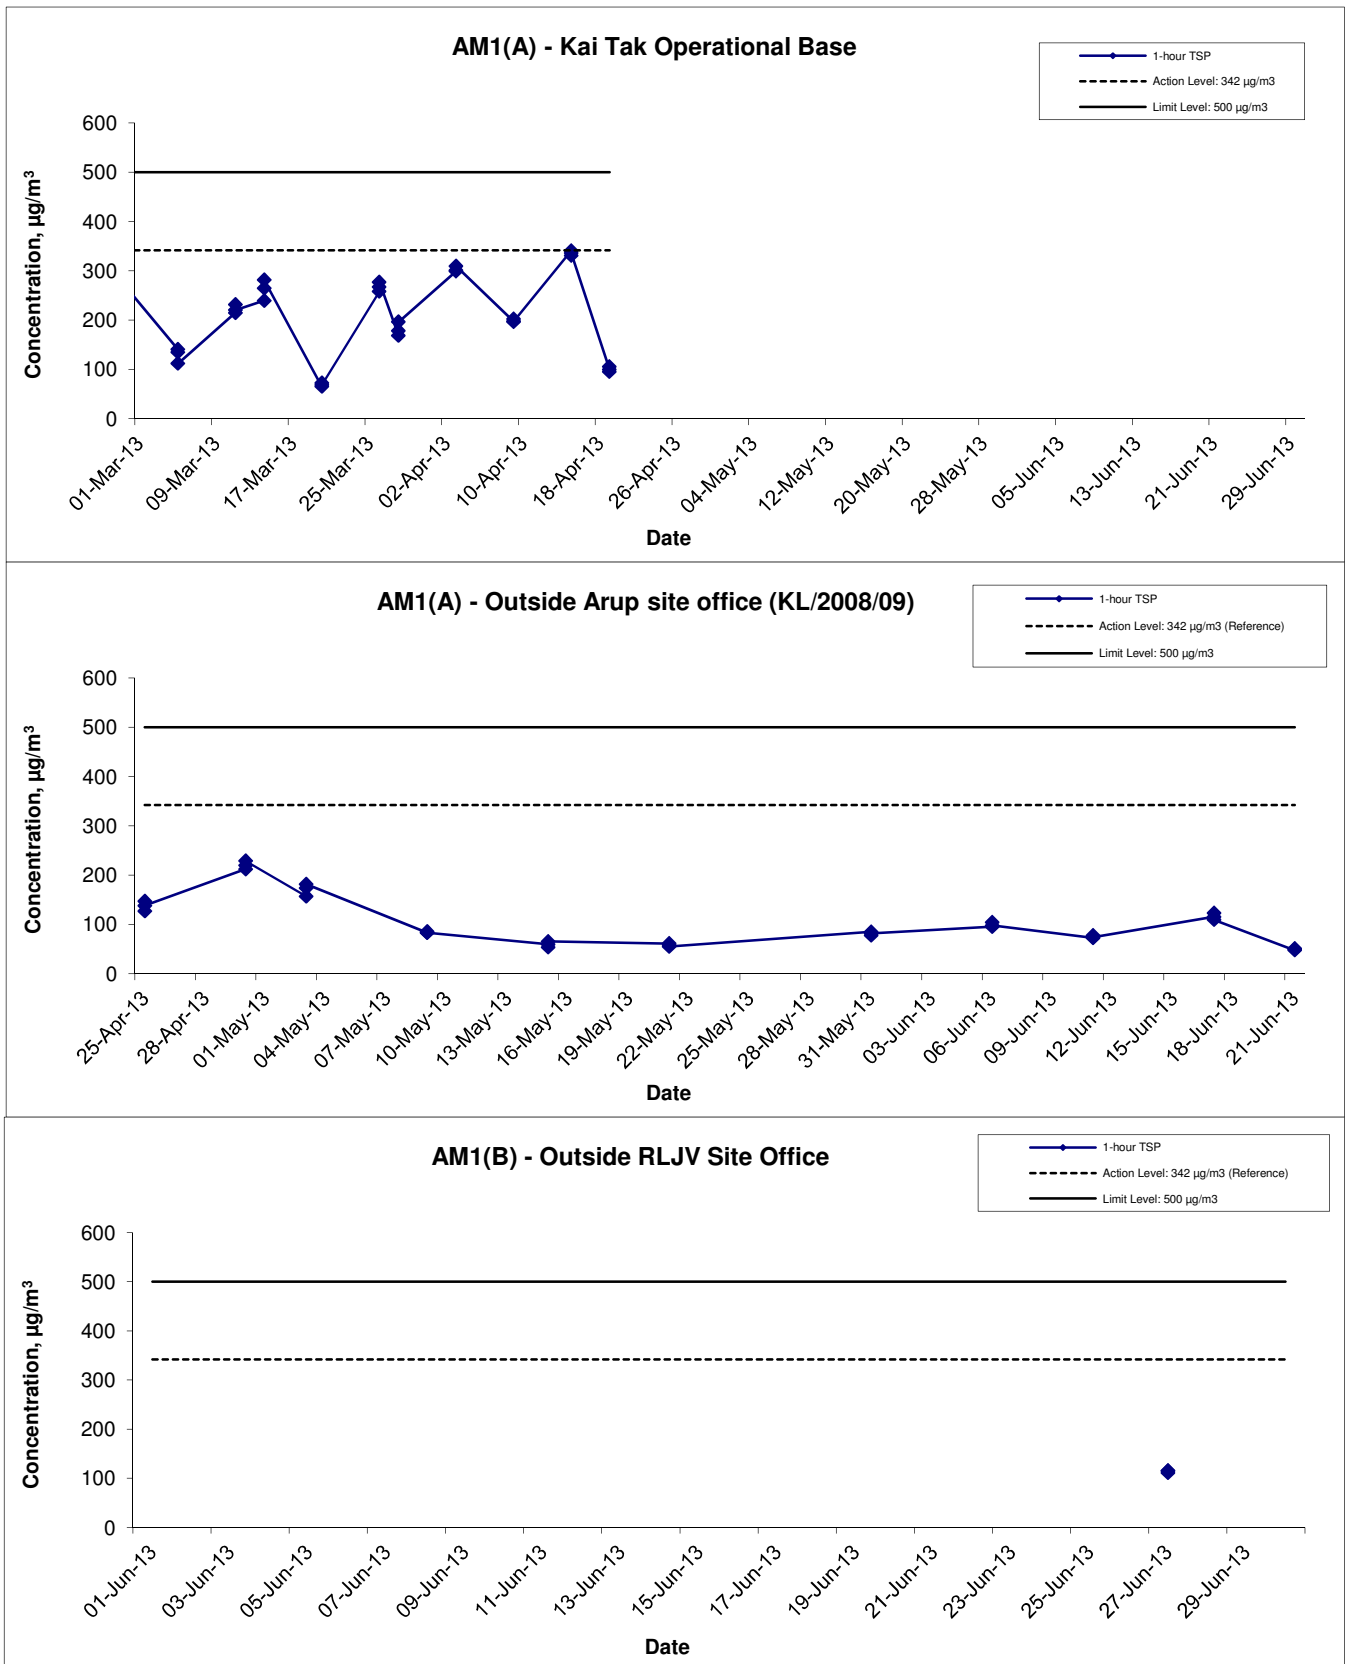 AM1(A) - Kai Tak Operational Base
1-hour TSP
Action Level: 342 µg/m3
Limit Level: 500 µg/m3
Concentration, µg/m³
600
500
400
300
200
100
0
01-Mar-13
09-Mar-13
17-Mar-13
25-Mar-13
02-Apr-13
10-Apr-13
18-Apr-13
26-Apr-13
04-May-13
12-May-13
20-May-13
28-May-13
05-Jun-13
13-Jun-13
21-Jun-13
29-Jun-13
Date
AM1(A) - Outside Arup site office (KL/2008/09)
1-hour TSP
Action Level: 342 µg/m3 (Reference)
Limit Level: 500 µg/m3
Concentration, µg/m³
600
500
400
300
200
100
0
25-Apr-13
28-Apr-13
01-May-13
04-May-13
07-May-13
10-May-13
13-May-13
16-May-13
19-May-13
22-May-13
25-May-13
28-May-13
31-May-13
03-Jun-13
06-Jun-13
09-Jun-13
12-Jun-13
15-Jun-13
18-Jun-13
21-Jun-13
Date
AM1(B) - Outside RLJV Site Office
1-hour TSP
Action Level: 342 µg/m3 (Reference)
Limit Level: 500 µg/m3
Concentration, µg/m³
600
500
400
300
200
100
0
01-Jun-13
03-Jun-13
05-Jun-13
07-Jun-13
09-Jun-13
11-Jun-13
13-Jun-13
15-Jun-13
17-Jun-13
19-Jun-13
21-Jun-13
23-Jun-13
25-Jun-13
27-Jun-13
29-Jun-13
Date